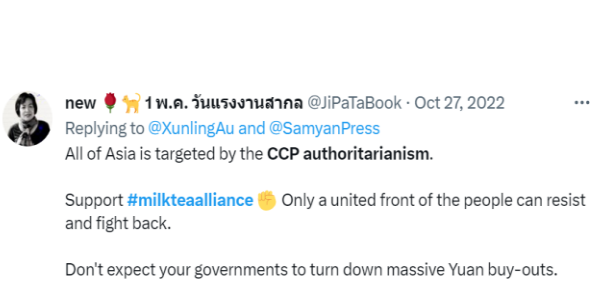 new 🌹🐈 1 พ.ค. วันแรงงานสากล @JiPaTaBook · Oct 27, 2022 ···
Replying to @XunlingAu and @SamyanPress
All of Asia is targeted by the CCP authoritarianism.
Support #milkteaalliance ✊ Only a united front of the people can resist
and fight back.
Don't expect your governments to turn down massive Yuan buy-outs.